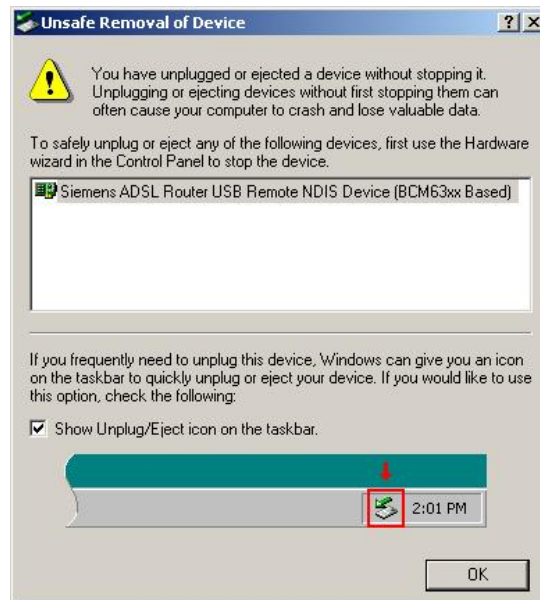 Unsafe Removal of Device
You have unplugged or ejected a device without stopping it.
Unplugging or ejecting devices without first stopping them can
often cause your computer to crash and lose valuable data.
To safely unplug or eject any of the following devices, first use the Hardware
wizard in the Control Panel to stop the device.
Siemens ADSL Router USB Remote NDIS Device (BCM63xx Based)
If you frequently need to unplug this device, Windows can give you an icon
on the taskbar to quickly unplug or eject your device. If you would like to use
this option, check the following:
Show Unplug/Eject icon on the taskbar.
2:01 PM
OK